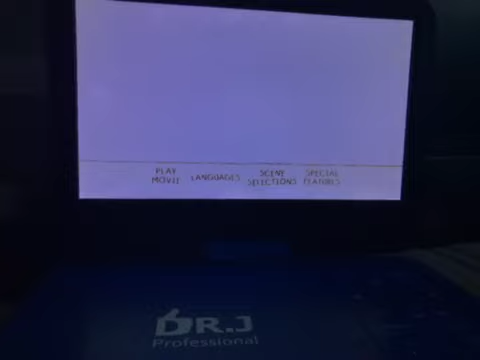 PLAY
MOVIE
LANGUAGES
SCENE
SELECTIONS
SPECIAL
FEATURES
DR.J
Professional